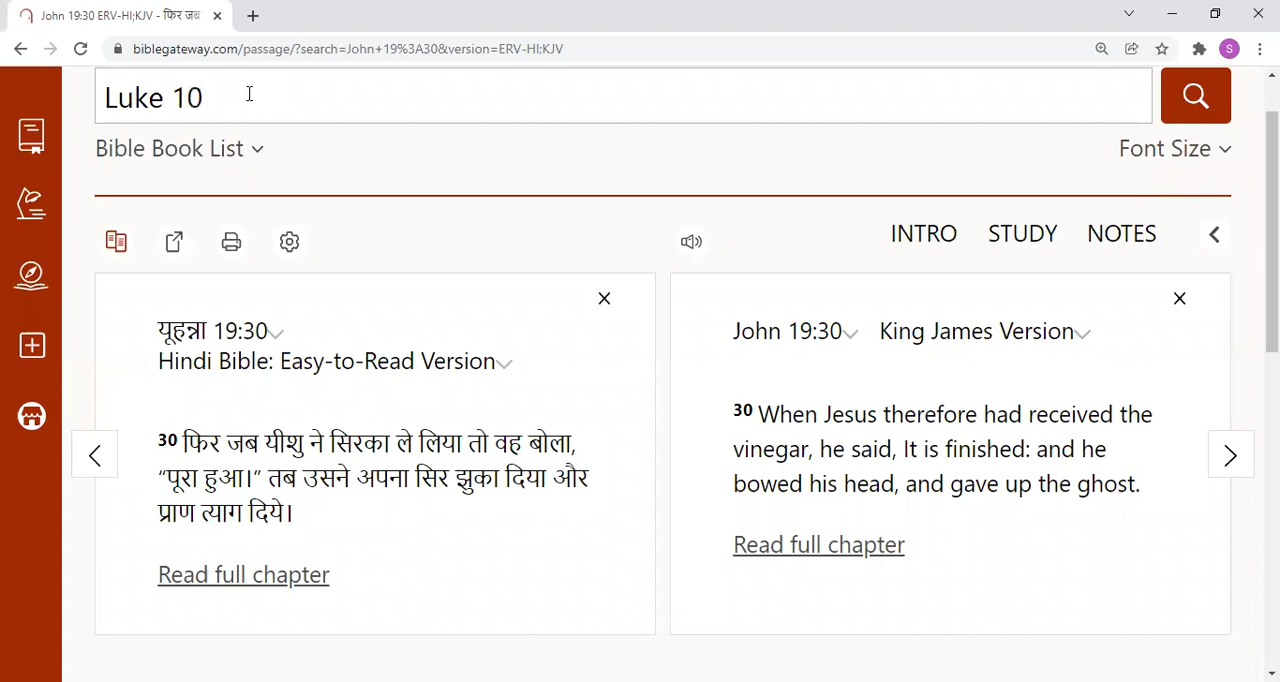 John 19:30 ERV-HI;KJV - फिर जब
biblegateway.com/passage/?search=John+19%3A30&version=ERV-HI;KJV
S
Luke 10
Bible Book List
Font Size
INTRO STUDY NOTES
यूहन्ना 19:30
Hindi Bible: Easy-to-Read Version
30 फिर जब यीशु ने सिरका ले लिया तो वह बोला,
“पूरा हुआ।” तब उसने अपना सिर झुका दिया और
प्राण त्याग दिये।
Read full chapter
John 19:30 King James Version
30 When Jesus therefore had received the
vinegar, he said, It is finished: and he
bowed his head, and gave up the ghost.
Read full chapter